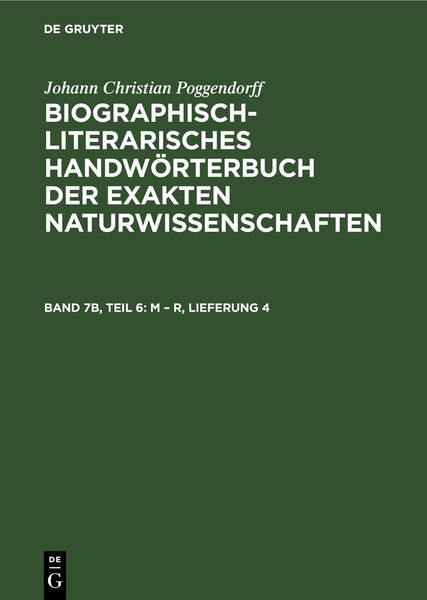 DE GRUYTER
Johann Christian Poggendorff
BIOGRAPHISCH-
LITERARISCHES
HANDWÖRTERBUCH
DER EXAKTEN
NATURWISSENSCHAFTEN
BAND 7B, TEIL 6: M – R, LIEFERUNG 4
DE
G